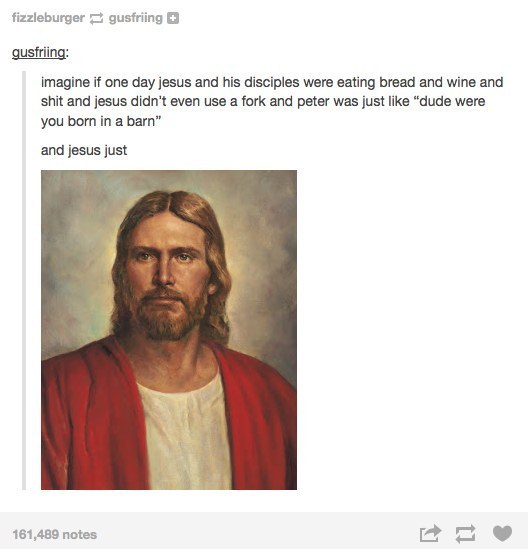 fizzleburger gusfriing
gusfriing:
imagine if one day jesus and his disciples were eating bread and wine and
shit and jesus didn't even use a fork and peter was just like “dude were
you born in a barn”
and jesus just
161,489 notes